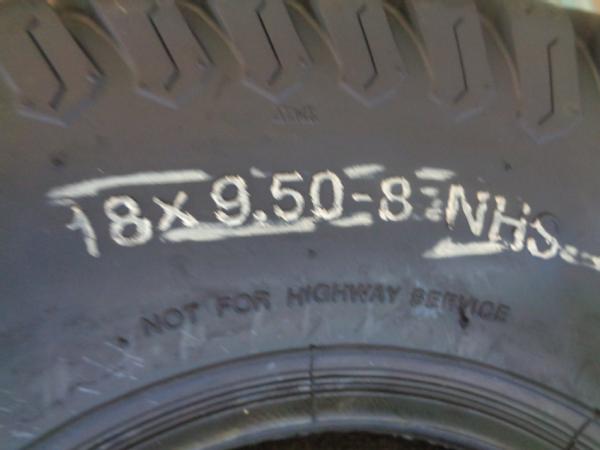 18x9.50-8 NHS
NOT FOR HIGHWAY SERVICE